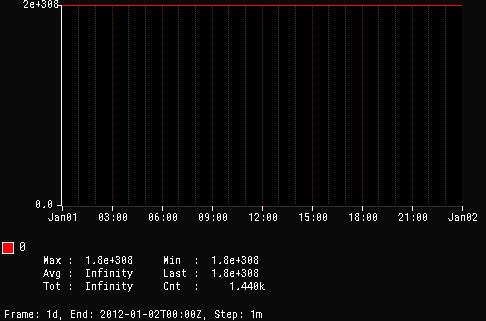 2e+308
0.0
Jan01 03:00 06:00 09:00 12:00 15:00 18:00 21:00 Jan02
0
Max : 1.8e+308 Min : 1.8e+308
Avg : Infinity Last : 1.8e+308
Tot : Infinity Cnt : 1.440k
Frame: 1d, End: 2012-01-02T00:00Z, Step: 1m